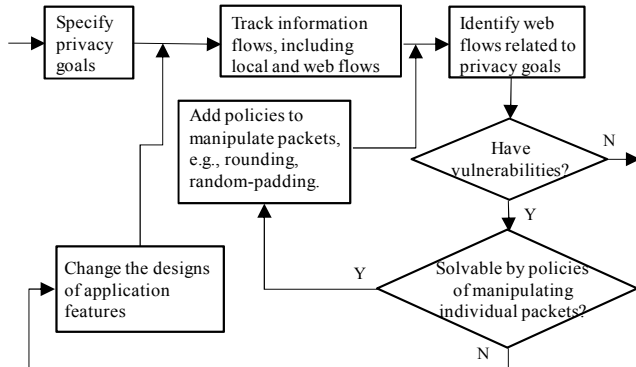 Specify
privacy
goals
Track information
flows, including
local and web flows
Identify web
flows related to
privacy goals
Add policies to
manipulate packets,
e.g., rounding,
random-padding.
Have
vulnerabilities?
N
Y
Change the designs
of application
features
Y
Solvable by policies
of manipulating
individual packets?
N